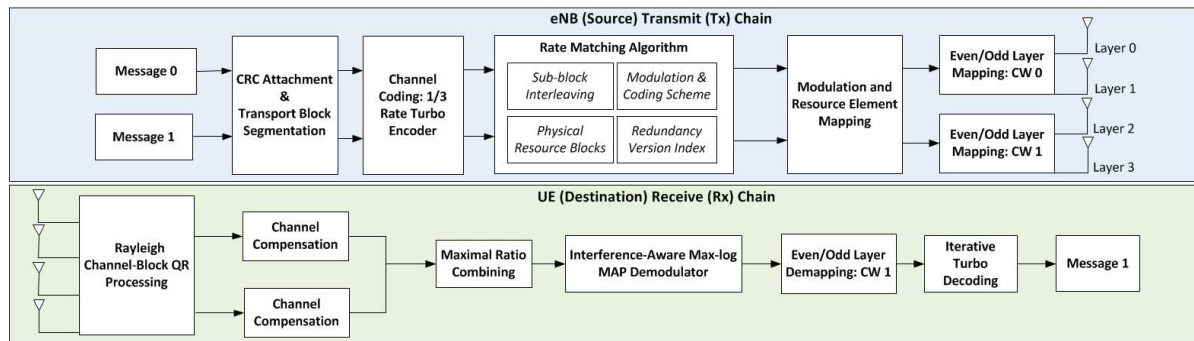 eNB (Source) Transmit (Tx) Chain
Message 0
Message 1
CRC Attachment
&
Transport Block
Segmentation
Channel
Coding: 1/3
Rate Turbo
Encoder
Rate Matching Algorithm
Sub-block
Interleaving
Modulation &
Coding Scheme
Physical
Resource Blocks
Redundancy
Version Index
Modulation and
Resource Element
Mapping
Even/Odd Layer
Mapping: CW 0
Even/Odd Layer
Mapping: CW 1
Layer 0
Layer 1
Layer 2
Layer 3
UE (Destination) Receive (Rx) Chain
Rayleigh
Channel-Block QR
Processing
Channel
Compensation
Channel
Compensation
Maximal Ratio
Combining
Interference-Aware Max-log
MAP Demodulator
Even/Odd Layer
Demapping: CW 1
Iterative
Turbo
Decoding
Message 1